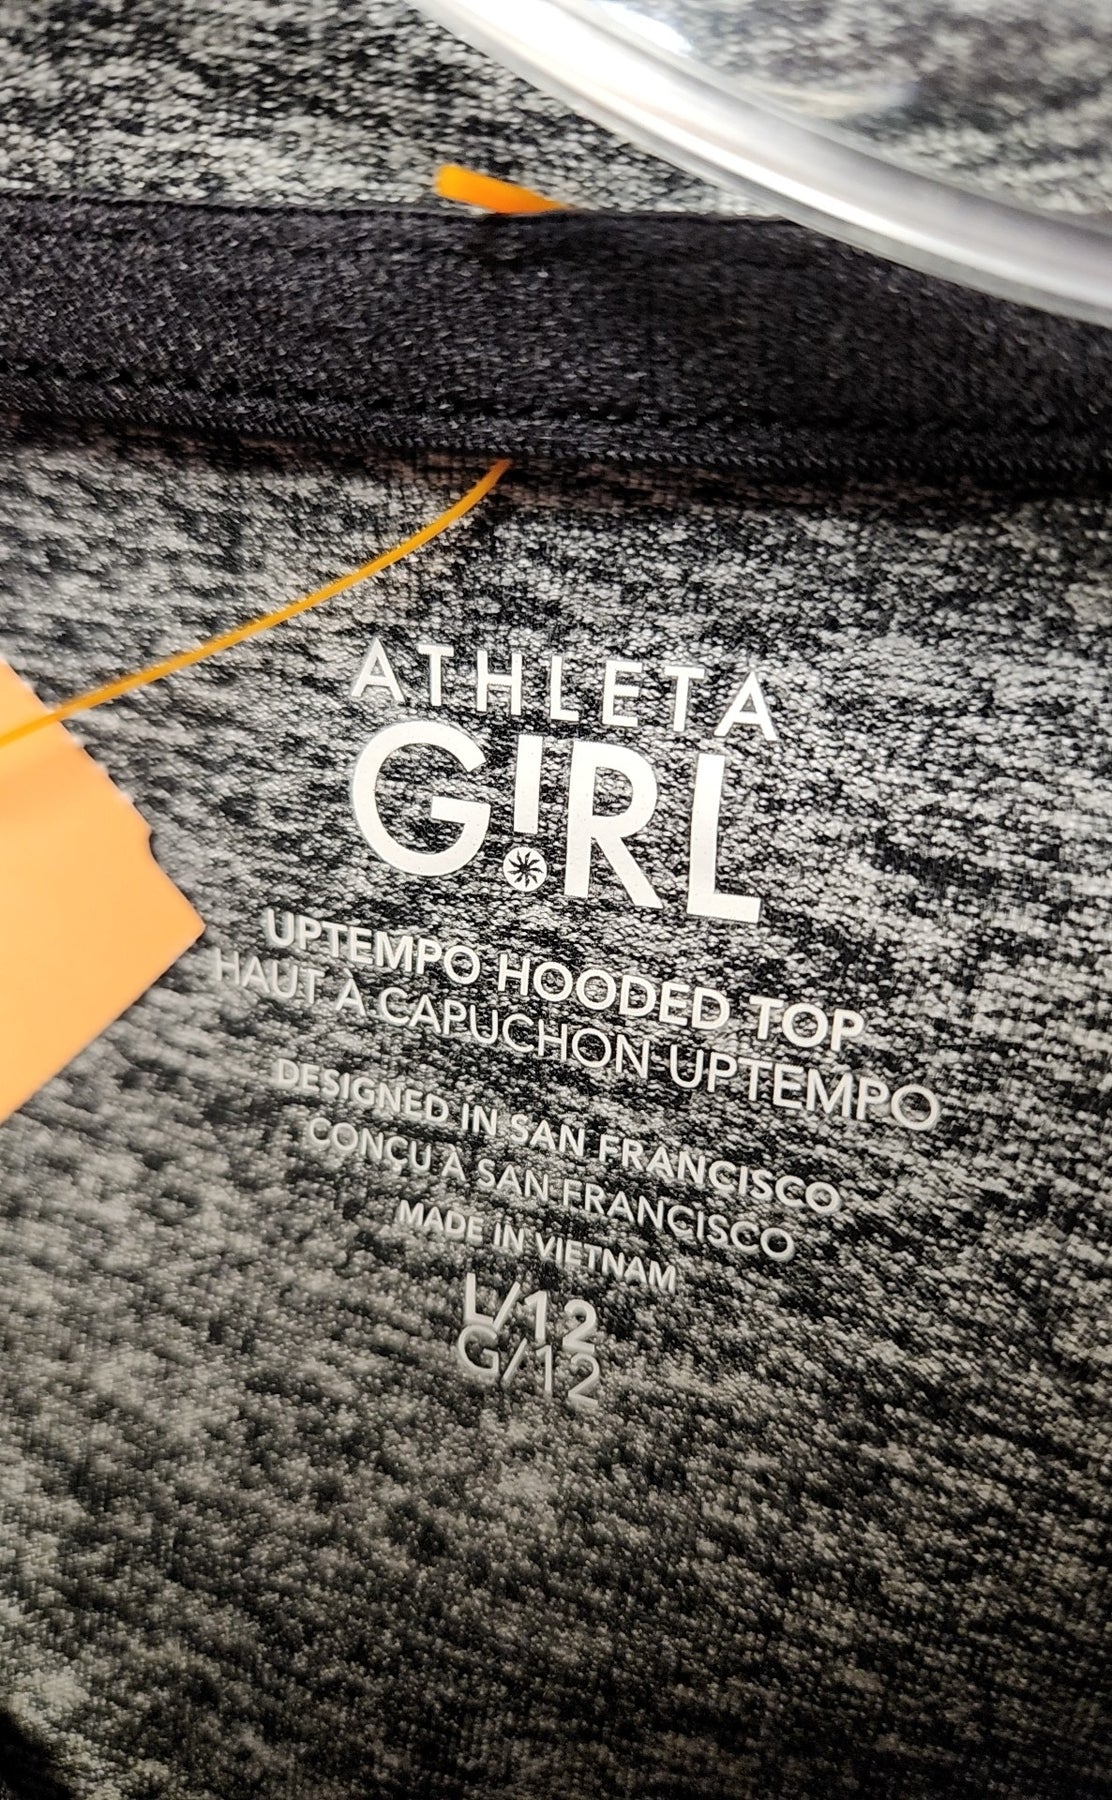 ATHLETA
G!RL
UPTEMPO HOODED TOP
HAUT À CAPUCHON UPTEMPO
DESIGNED IN SAN FRANCISCO
CONÇU À SAN FRANCISCO
MADE IN VIETNAM
L/12
G/12